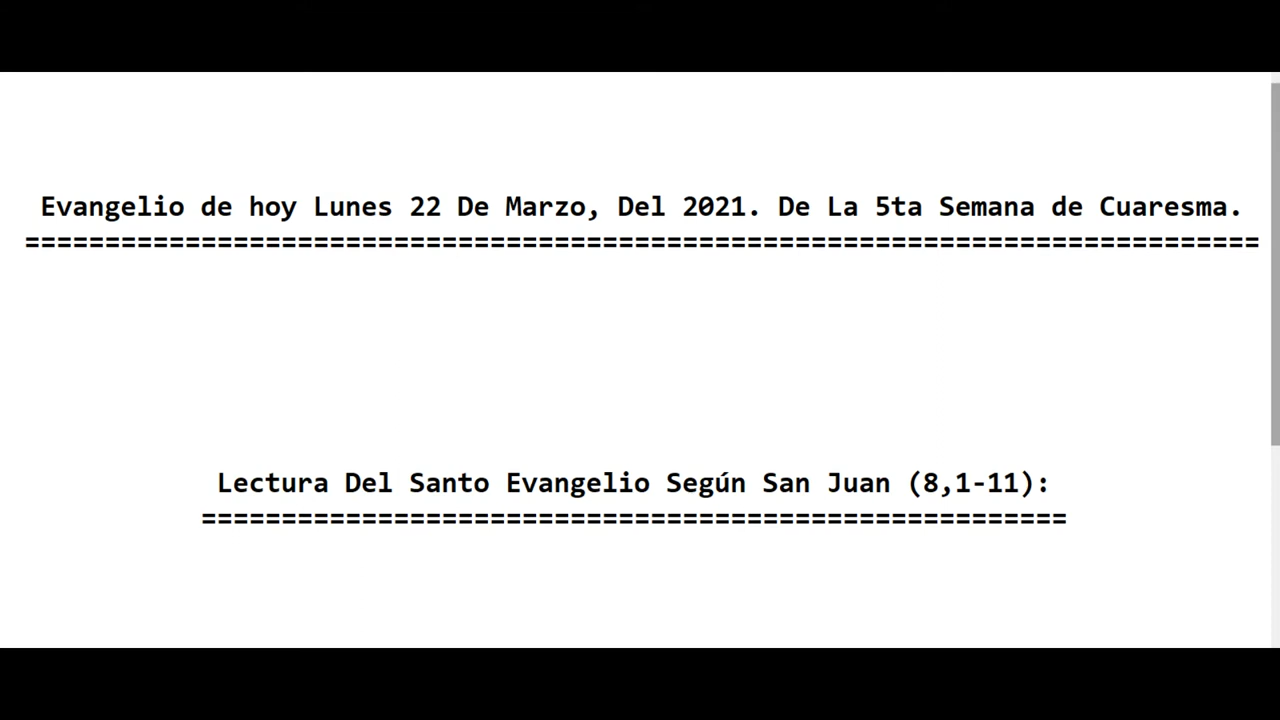 Evangelio de hoy Lunes 22 De Marzo, Del 2021. De La 5ta Semana de Cuaresma.
=============================================================================
Lectura Del Santo Evangelio Según San Juan (8,1-11):
======================================================